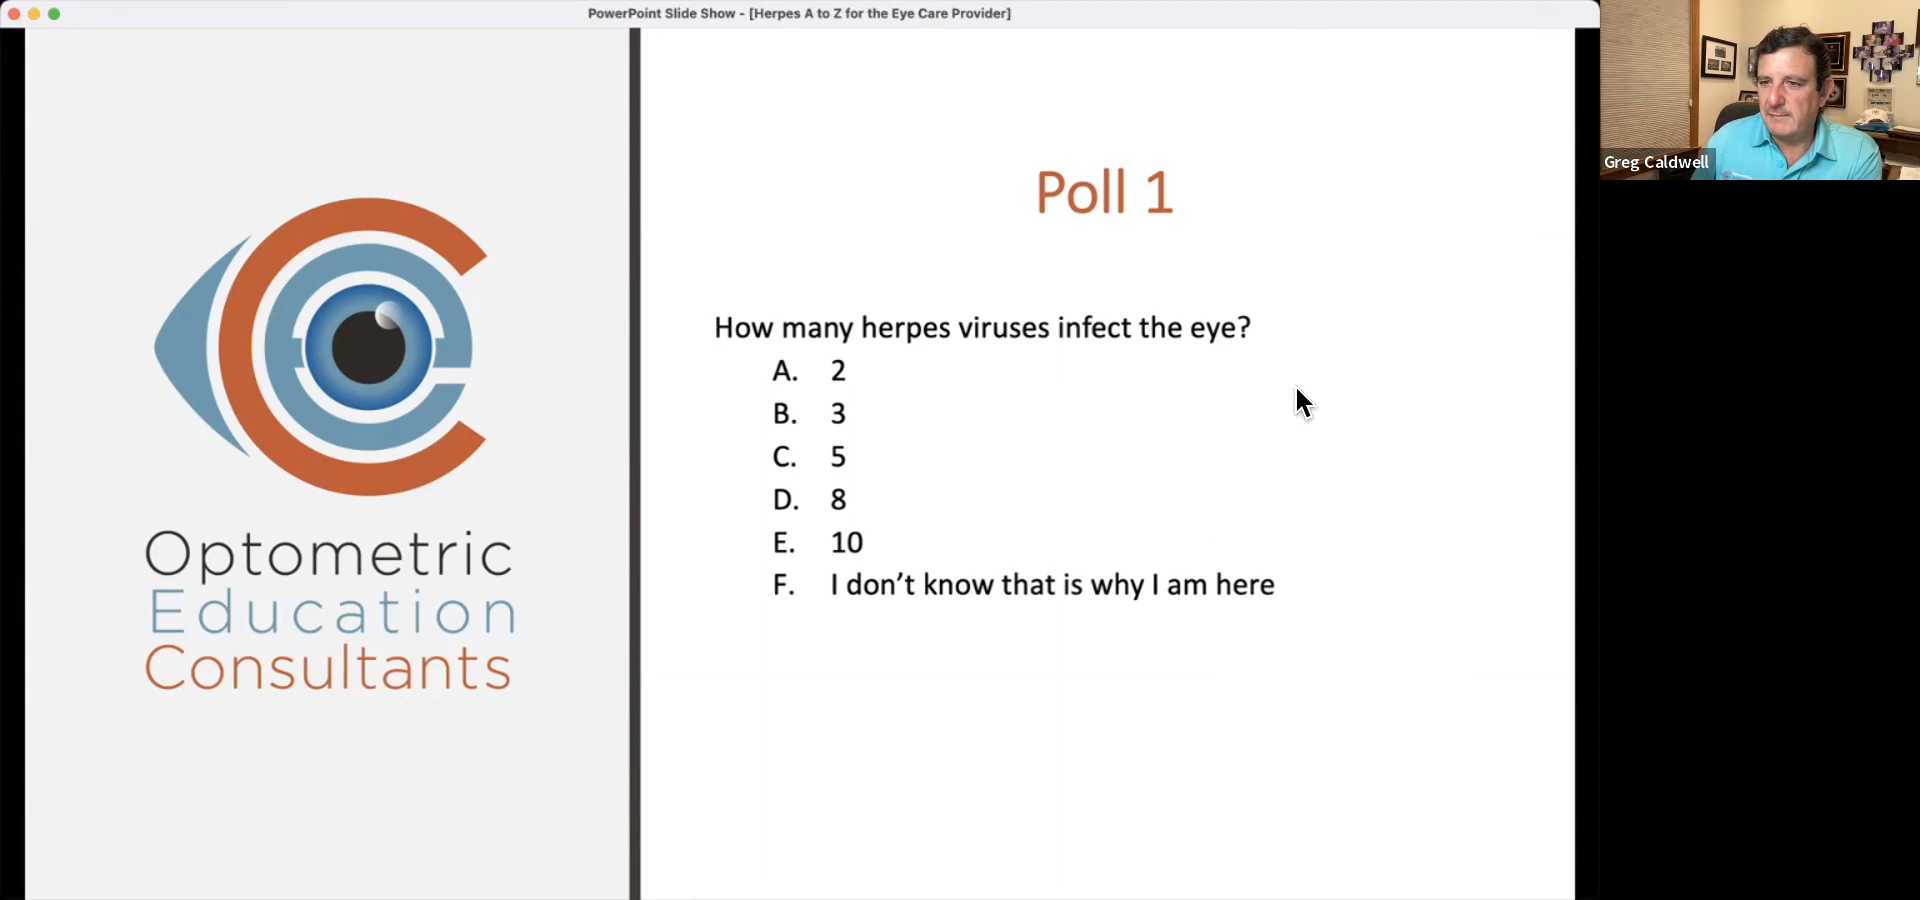 PowerPoint Slide Show - [Herpes A to Z for the Eye Care Provider]
Greg Caldwell
Optometric
Education
Consultants
Poll 1
How many herpes viruses infect the eye?
A. 2
B. 3
C. 5
D. 8
E. 10
F. I don’t know that is why I am here